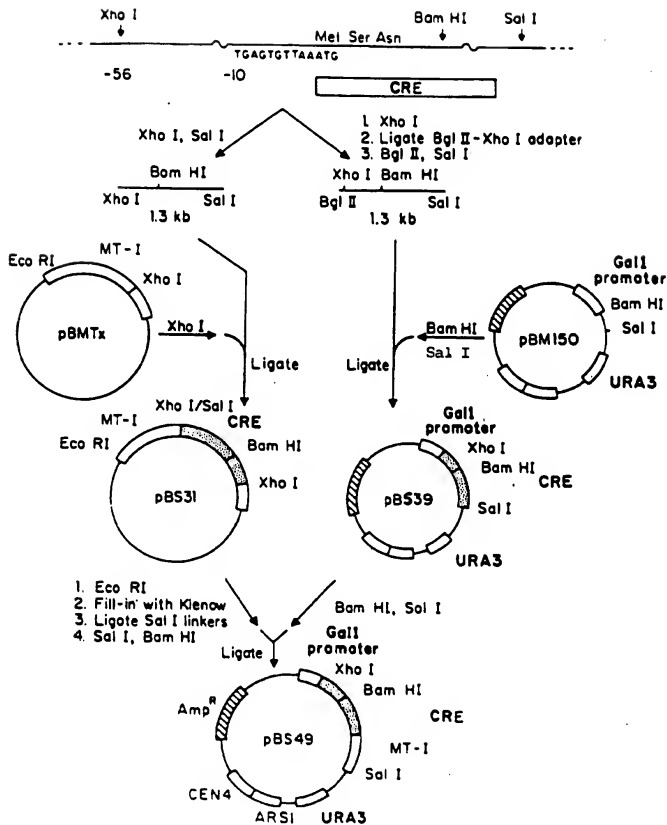 Xho I
Bam HI
Sal I
Met Ser Asn
TGAGTGTTAAATG
-56
-10
CRE
Xho I, Sal I
1. Xho I
2. Ligate Bgl II-Xho I adapter
3. Bgl II, Sal I
Bam HI
Xho I
Sal I
1.3 kb
Xho I Bam HI
Bgl II
Sal I
1.3 kb
MT-I
Eco RI
Xho I
pBMTx
Xho I
Ligate
Gal1
promoter
Bam HI
Sal I
pBM150
URA3
Bam HI
Sal I
Ligate
Xho I/Sal I
MT-I
CRE
Eco RI
Bam HI
Xho I
pBS31
Gal1
promoter
Xho I
Bam HI
CRE
Sal I
pBS39
URA3
1. Eco RI
2. Fill-in with Klenow
3. Ligate Sal I linkers
4. Sal I, Bam HI
Bam HI, Sal I
Ligate
Gal1
promoter
Xho I
Bam HI
CRE
Amp R
pBS49
MT-I
Sal I
CEN4
ARS1
URA3